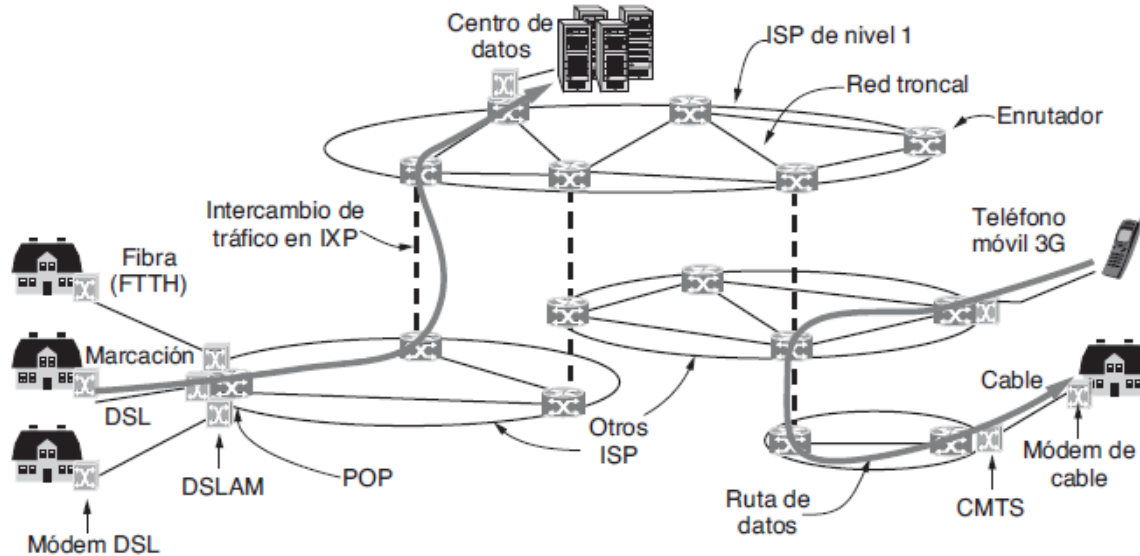 Centro de
datos
ISP de nivel 1
Red troncal
Enrutador
Intercambio de
tráfico en IXP
Teléfono
móvil 3G
Fibra
(FTTH)
Marcación
DSL
Cable
Otros
ISP
POP
DSLAM
Módem DSL
Ruta de
datos
CMTS
Módem de
cable